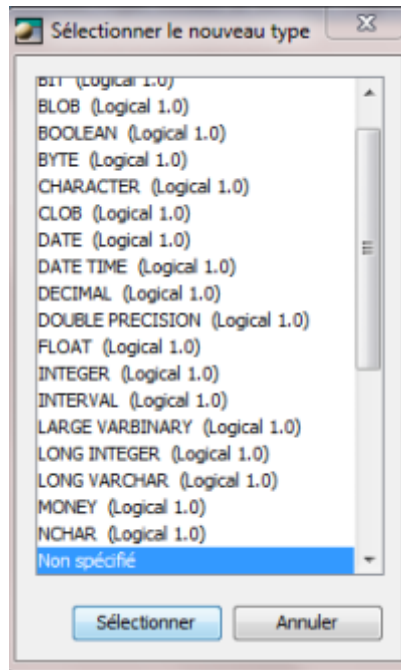 Sélectionner le nouveau type
BIT (Logical 1.0)
BLOB (Logical 1.0)
BOOLEAN (Logical 1.0)
BYTE (Logical 1.0)
CHARACTER (Logical 1.0)
CLOB (Logical 1.0)
DATE (Logical 1.0)
DATE TIME (Logical 1.0)
DECIMAL (Logical 1.0)
DOUBLE PRECISION (Logical 1.0)
FLOAT (Logical 1.0)
INTEGER (Logical 1.0)
INTERVAL (Logical 1.0)
LARGE VARBINARY (Logical 1.0)
LONG INTEGER (Logical 1.0)
LONG VARCHAR (Logical 1.0)
MONEY (Logical 1.0)
NCHAR (Logical 1.0)
Non spécifié
Sélectionner Annuler